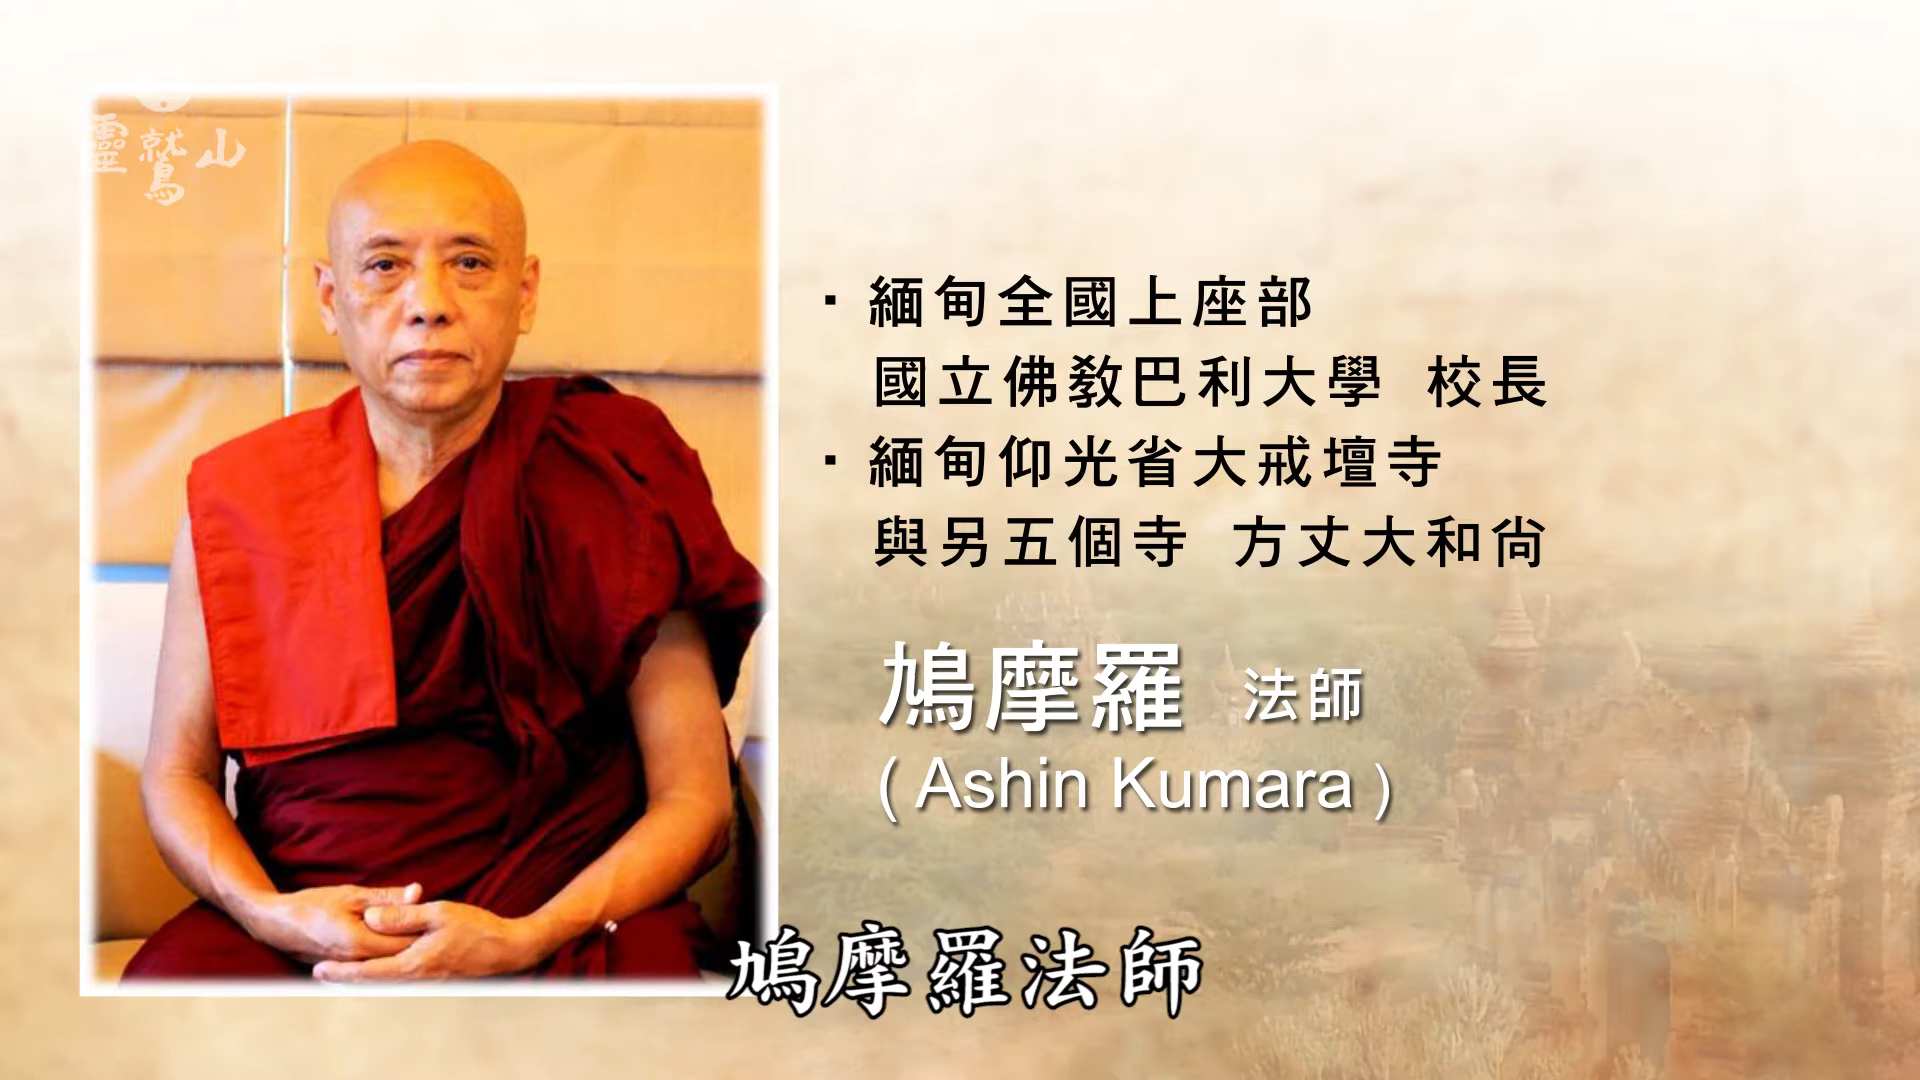 靈鷲山
▪ 緬甸全國上座部
國立佛教巴利大學 校長
▪ 緬甸仰光省大戒壇寺
與另五個寺 方丈大和尚
鳩摩羅 法師
( Ashin Kumara )
鳩摩羅法師